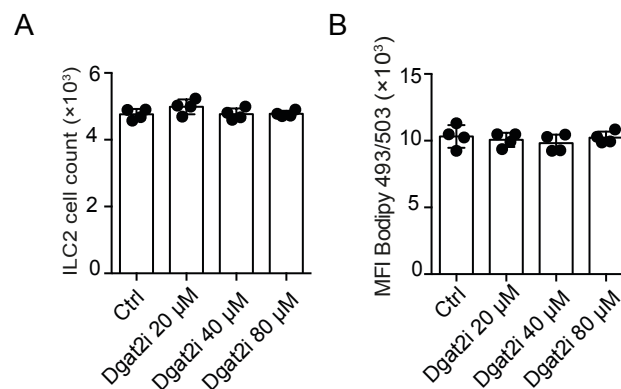 A
ILC2 cell count (×10³)
6
4
2
0
Ctrl
Dgat2i 20 µM
Dgat2i 40 µM
Dgat2i 80 µM
B
MFI Bodipy 493/503 (×10³)
15
10
5
0
Ctrl
Dgat2i 20 µM
Dgat2i 40 µM
Dgat2i 80 µM